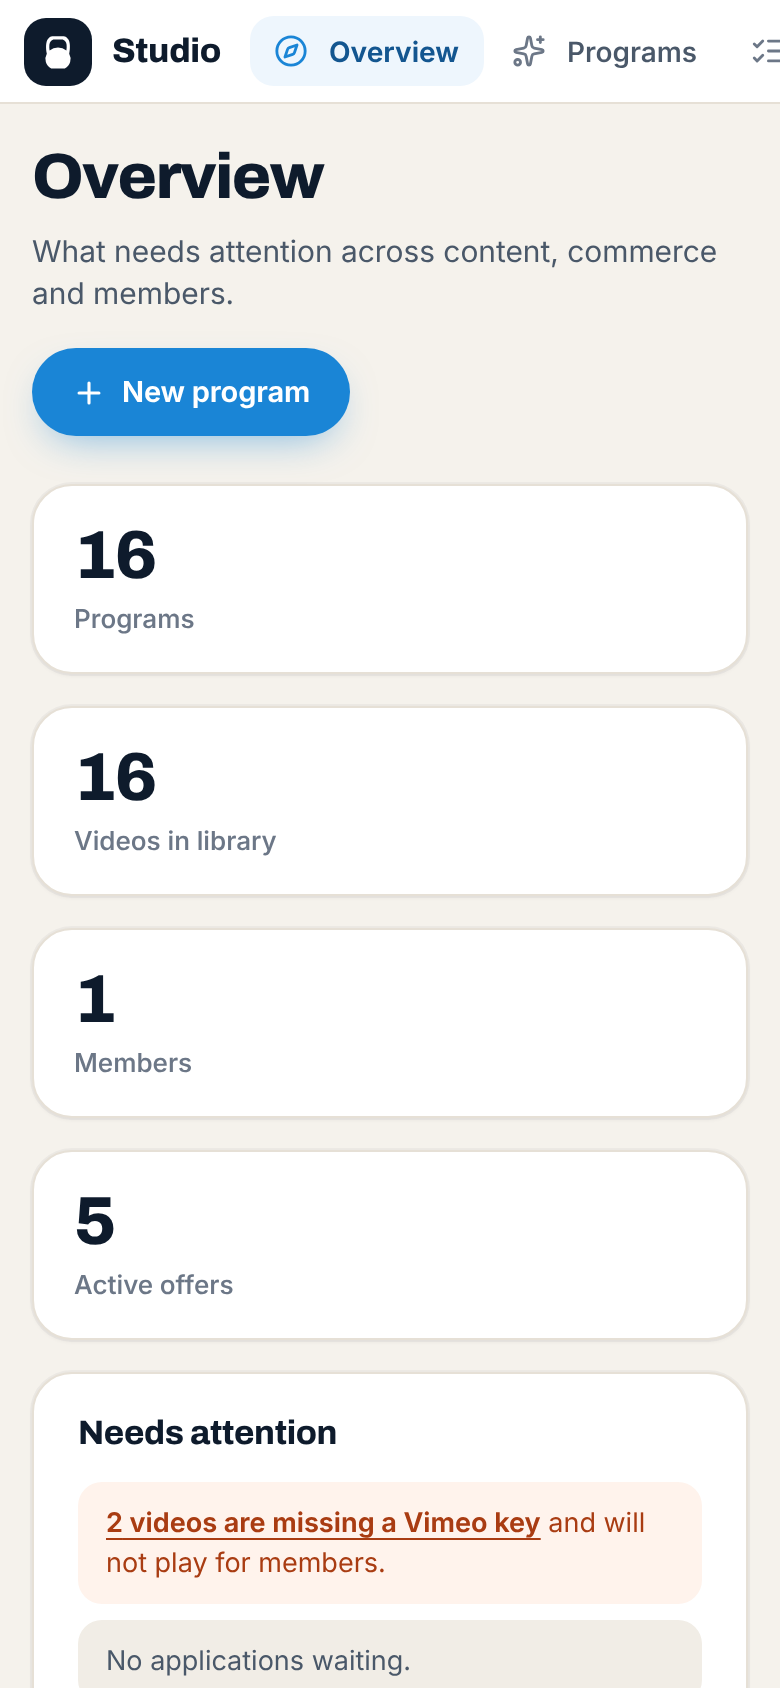 Studio
Overview
Programs
Overview
What needs attention across content, commerce
and members.
New program
16
Programs
16
Videos in library
1
Members
5
Active offers
Needs attention
2 videos are missing a Vimeo key and will
not play for members.
No applications waiting.